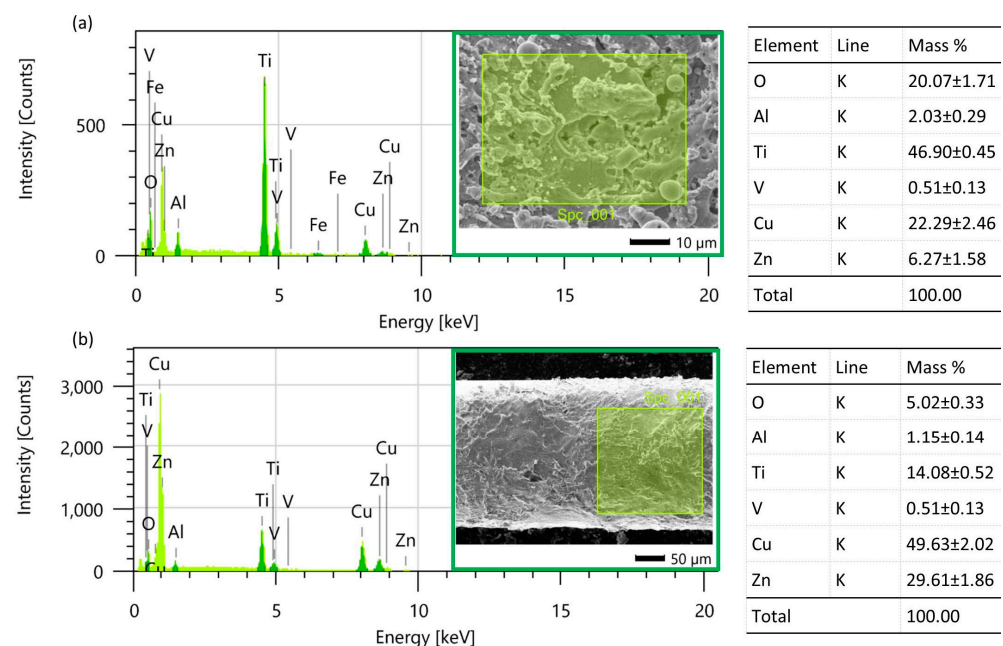 (a)
Intensity [Counts]
500
0
V
Fe
Cu
Zn
O
Al
Ti
Ti
Ti
V
V
Fe
Fe
Cu
Zn
Cu
Zn
0 5 10 15 20
Energy [keV]
Spc_001
10 μm
Element Line Mass %
O K 20.07±1.71
Al K 2.03±0.29
Ti K 46.90±0.45
V K 0.51±0.13
Cu K 22.29±2.46
Zn K 6.27±1.58
Total 100.00
(b)
Intensity [Counts]
3,000
2,000
1,000
0
Cu
Ti
V
Zn
O
C
Al
Ti
Ti
V
V
Cu
Zn
Cu
Zn
0 5 10 15 20
Energy [keV]
Spc_001
50 μm
Element Line Mass %
O K 5.02±0.33
Al K 1.15±0.14
Ti K 14.08±0.52
V K 0.51±0.13
Cu K 49.63±2.02
Zn K 29.61±1.86
Total 100.00